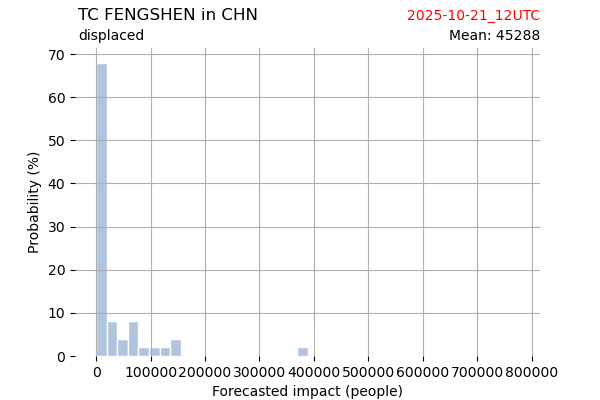 TC FENGSHEN in CHN
2025-10-21_12UTC
displaced
Mean: 45288
70
60
50
40
30
20
10
0
Probability (%)
0 100000 200000 300000 400000 500000 600000 700000 800000
Forecasted impact (people)